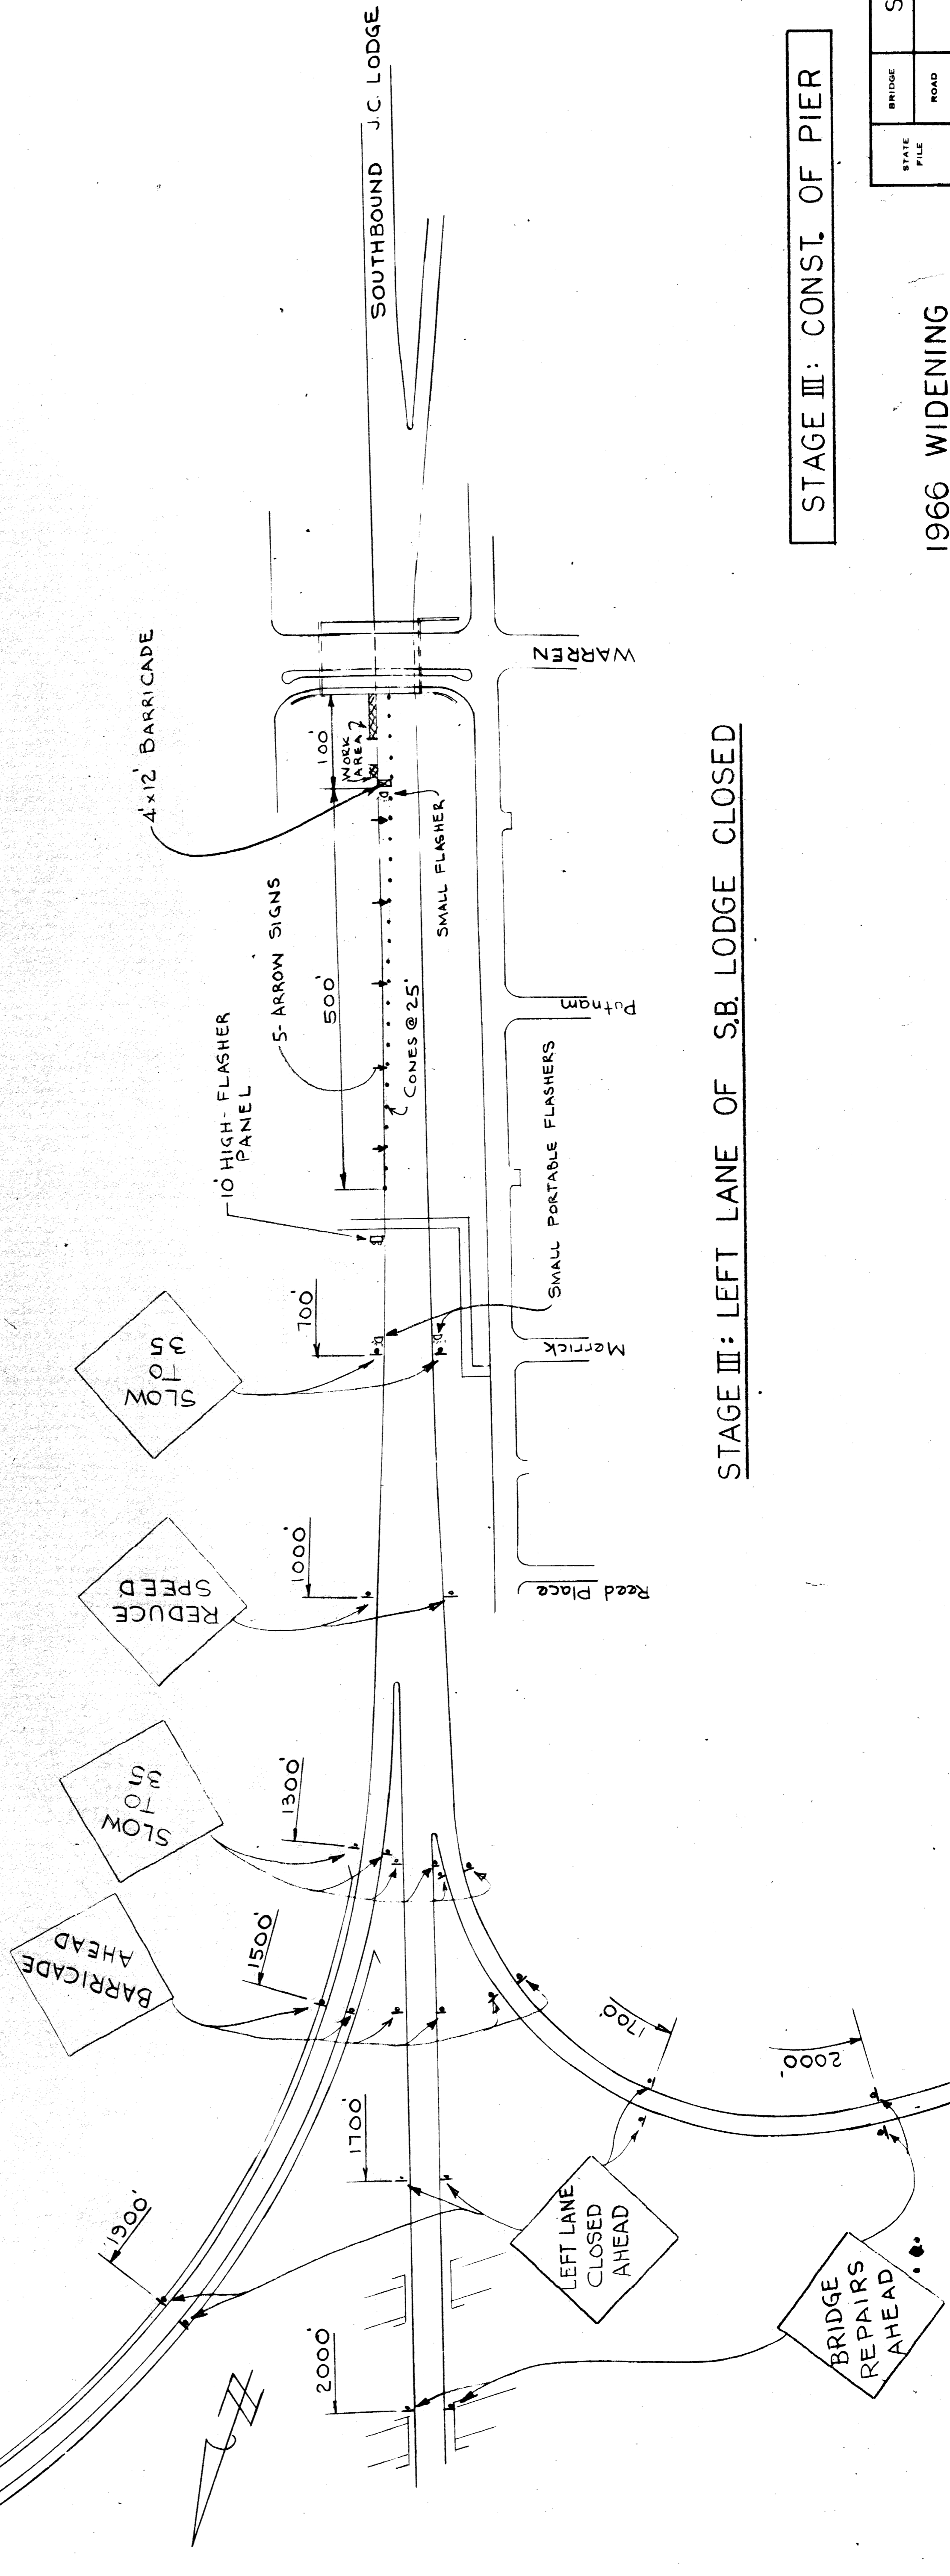 SOUTHBOUND J.C. LODGE
4'x12' BARRICADE
100'
WORK
AREA
5-ARROW SIGNS
500'
SMALL FLASHER
CONES @ 25'
10' HIGH-FLASHER
PANEL
SMALL PORTABLE FLASHERS
WARREN
Putnam
Merrick
Reed Place
700'
SLOW
TO
35
1000'
REDUCE
SPEED
1300'
SLOW
TO
35
1500'
BARRICADE
AHEAD
1700'
1900'
2000'
1700'
2000'
LEFT LANE
CLOSED
AHEAD
BRIDGE
REPAIRS
AHEAD
STAGE III: LEFT LANE OF S.B. LODGE CLOSED
STAGE III: CONST. OF PIER
1966 WIDENING
STATE
FILE
BRIDGE
S
ROAD